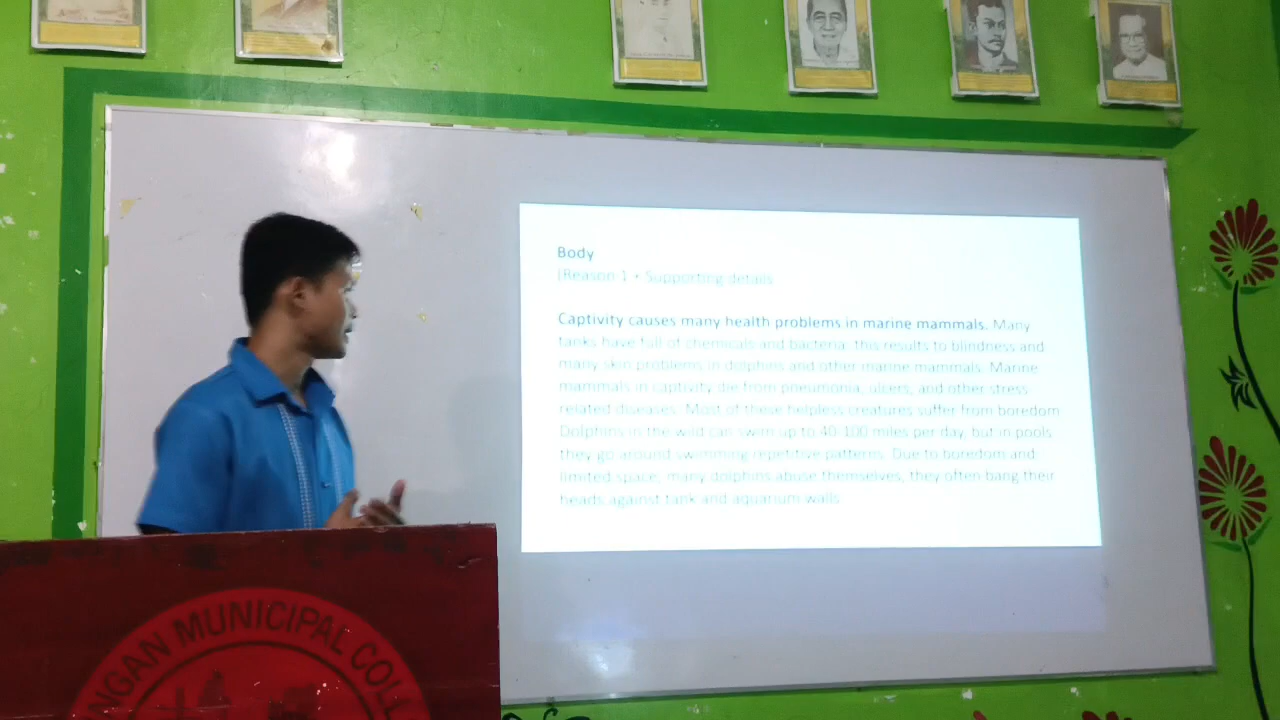 Body
(Reason 1 + Supporting details
Captivity causes many health problems in marine mammals. Many
tanks have full of chemicals and bacteria; this results to blindness and
many skin problems in dolphins and other marine mammals. Marine
mammals in captivity die from pneumonia, ulcers, and other stress
related diseases. Most of these helpless creatures suffer from boredom.
Dolphins in the wild can swim up to 40-100 miles per day, but in pools
they go around swimming repetitive patterns. Due to boredom and
limited space, many dolphins abuse themselves, they often bang their
heads against tank and aquarium walls.
NGAN MUNICIPAL COLL